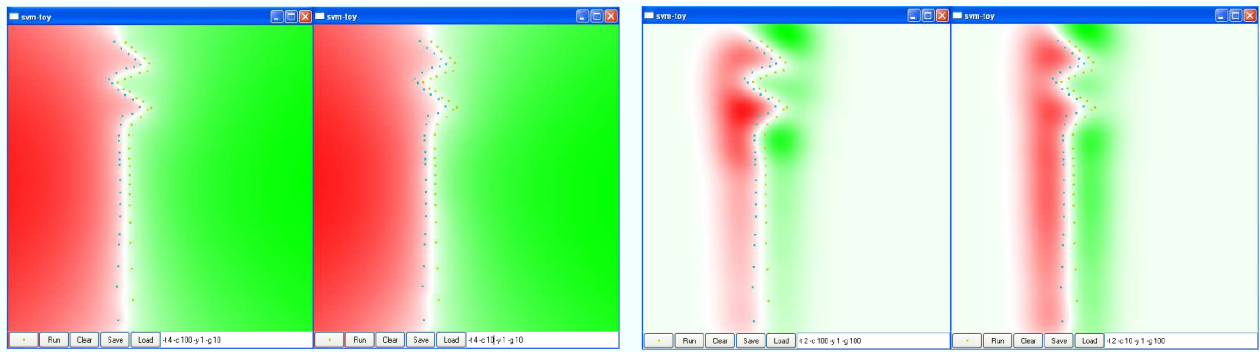 svm-toy
Run Clear Save Load -t 4 -c 100 -y 1 -g 10
svm-toy
Run Clear Save Load -t 4 -c 10 -y 1 -g 10
svm-toy
Run Clear Save Load -t 2 -c 100 -y 1 -g 100
svm-toy
Run Clear Save Load -t 2 -c 10 -y 1 -g 100